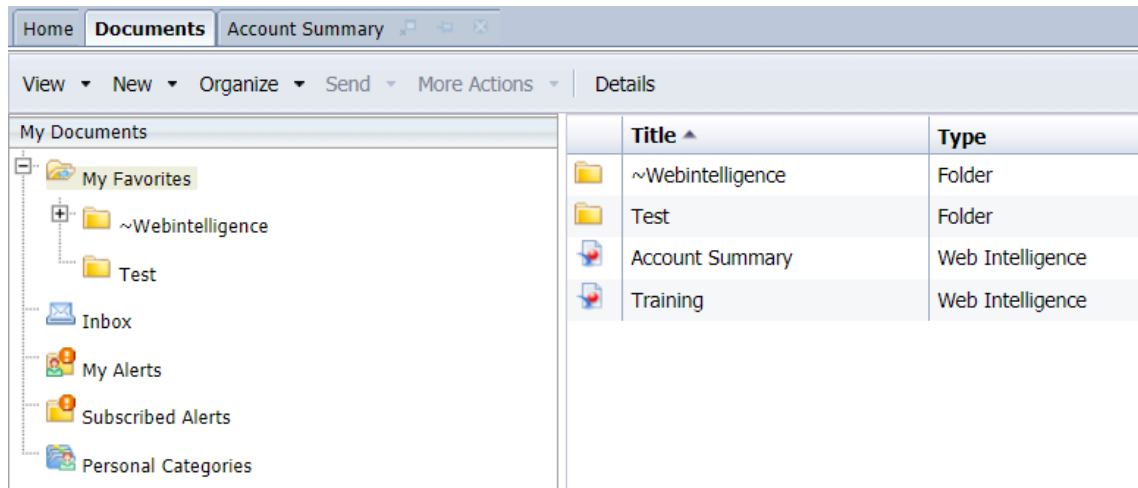 Home Documents Account Summary
View New Organize Send More Actions Details
My Documents
My Favorites
~Webintelligence
Test
Inbox
My Alerts
Subscribed Alerts
Personal Categories
Title Type
~Webintelligence Folder
Test Folder
Account Summary Web Intelligence
Training Web Intelligence